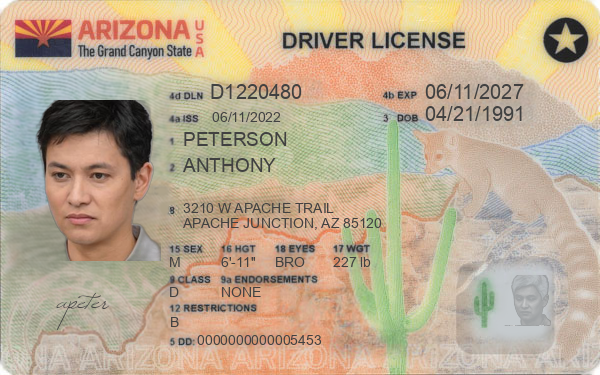 ARIZONA USA
The Grand Canyon State
DRIVER LICENSE
4d DLN D1220480 4b EXP 06/11/2027
4a ISS 06/11/2022 3 DOB 04/21/1991
1 PETERSON
2 ANTHONY
8 3210 W APACHE TRAIL
APACHE JUNCTION, AZ 85120
15 SEX 16 HGT 18 EYES 17 WGT
M 6'-11" BRO 227 lb
9 CLASS 9a ENDORSEMENTS
D NONE
12 RESTRICTIONS
B
apeter
5 DD: 0000000000005453
ARIZONA ARIZONA ARIZONA ARIZONA